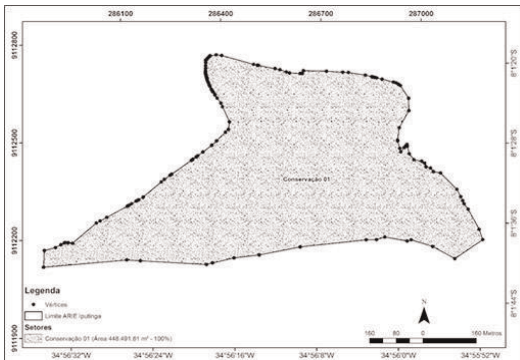 286100 286400 286700 287000
9112800
9112500
9112200
9111900
8°1'20"S
8°1'28"S
8°1'36"S
8°1'44"S
Conservação 01
Legenda
Vértices
Limite ARIE Iputinga
Setores
Conservação 01 (Área 448.491,81 m² - 100%)
N
160 80 0 160 Metros
34°56'32"W 34°56'24"W 34°56'16"W 34°56'8"W 34°56'0"W 34°55'52"W